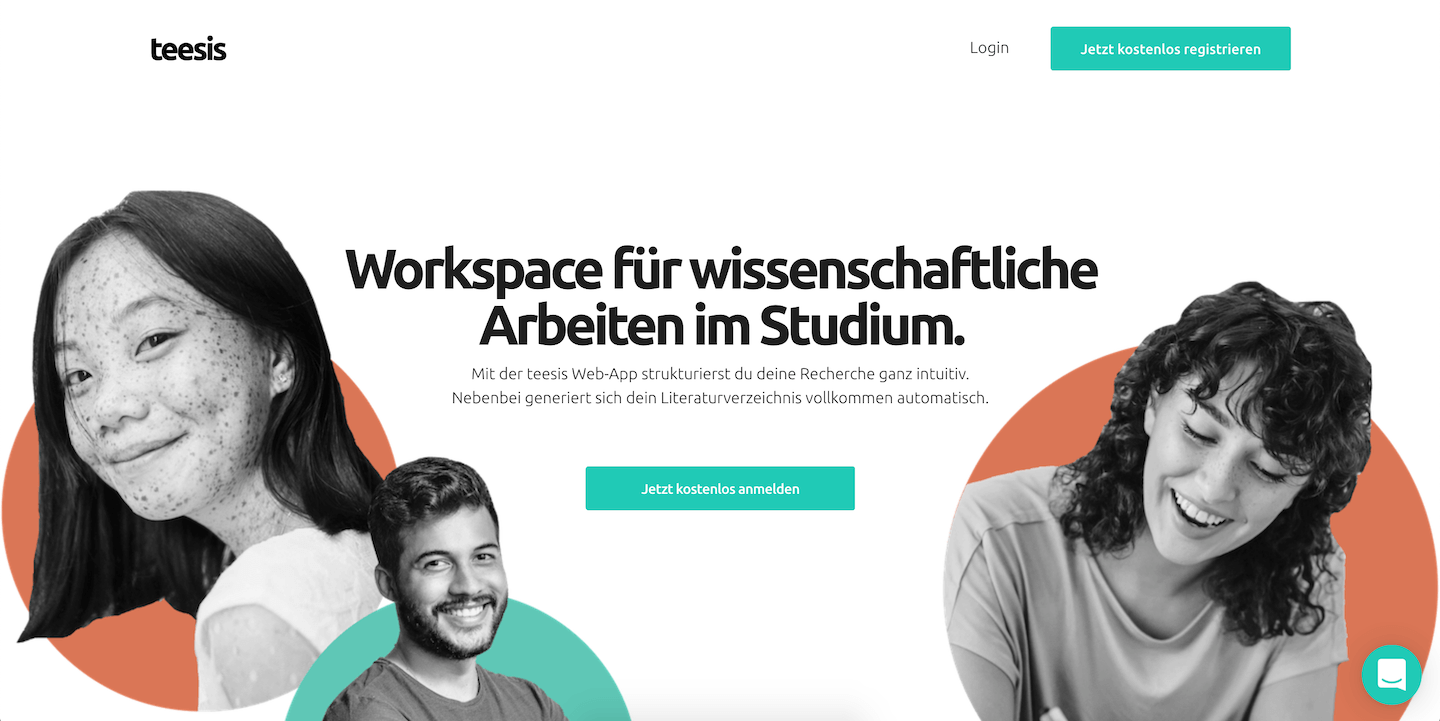 teesis
Login
Jetzt kostenlos registrieren
Workspace für wissenschaftliche
Arbeiten im Studium.
Mit der teesis Web-App strukturierst du deine Recherche ganz intuitiv.
Nebenbei generiert sich dein Literaturverzeichnis vollkommen automatisch.
Jetzt kostenlos anmelden